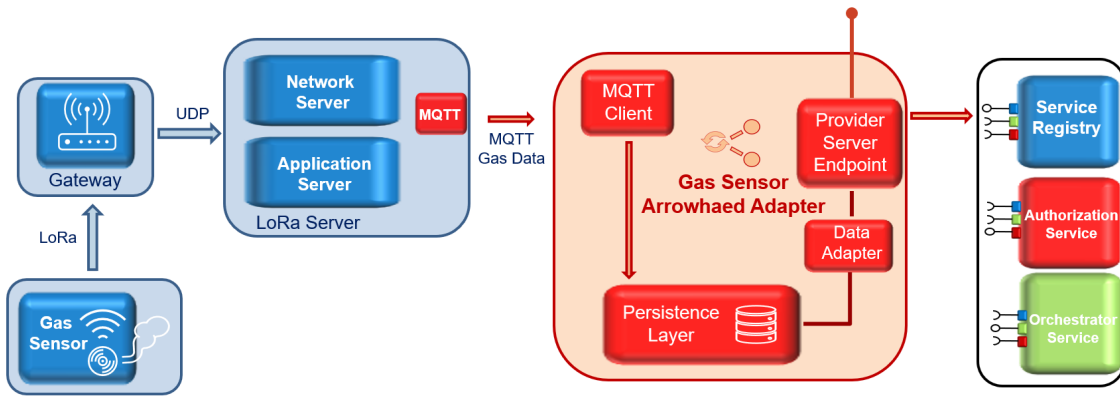 Gateway
LoRa
Gas
Sensor
UDP
Network
Server
Application
Server
MQTT
LoRa Server
MQTT
Gas Data
MQTT
Client
Provider
Server
Endpoint
Gas Sensor
Arrowhaed Adapter
Data
Adapter
Persistence
Layer
Service
Registry
Authorization
Service
Orchestrator
Service